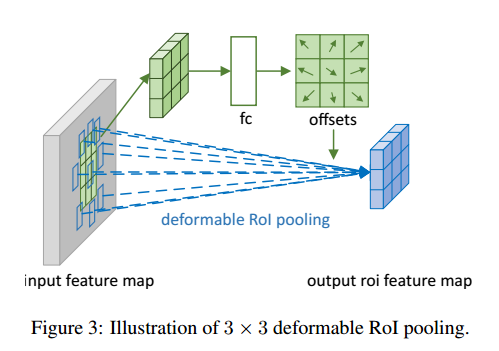 fc
offsets
deformable RoI pooling
input feature map
output roi feature map
Figure 3: Illustration of 3 × 3 deformable RoI pooling.